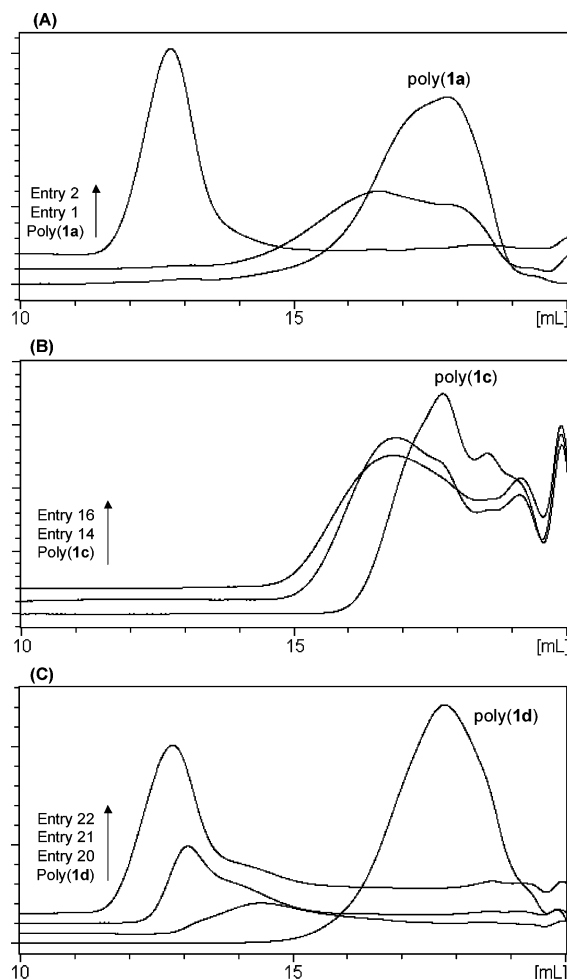 (A)
poly(1a)
Entry 2
Entry 1
Poly(1a)
10
15
[mL]
(B)
poly(1c)
Entry 16
Entry 14
Poly(1c)
10
15
[mL]
(C)
poly(1d)
Entry 22
Entry 21
Entry 20
Poly(1d)
10
15
[mL]